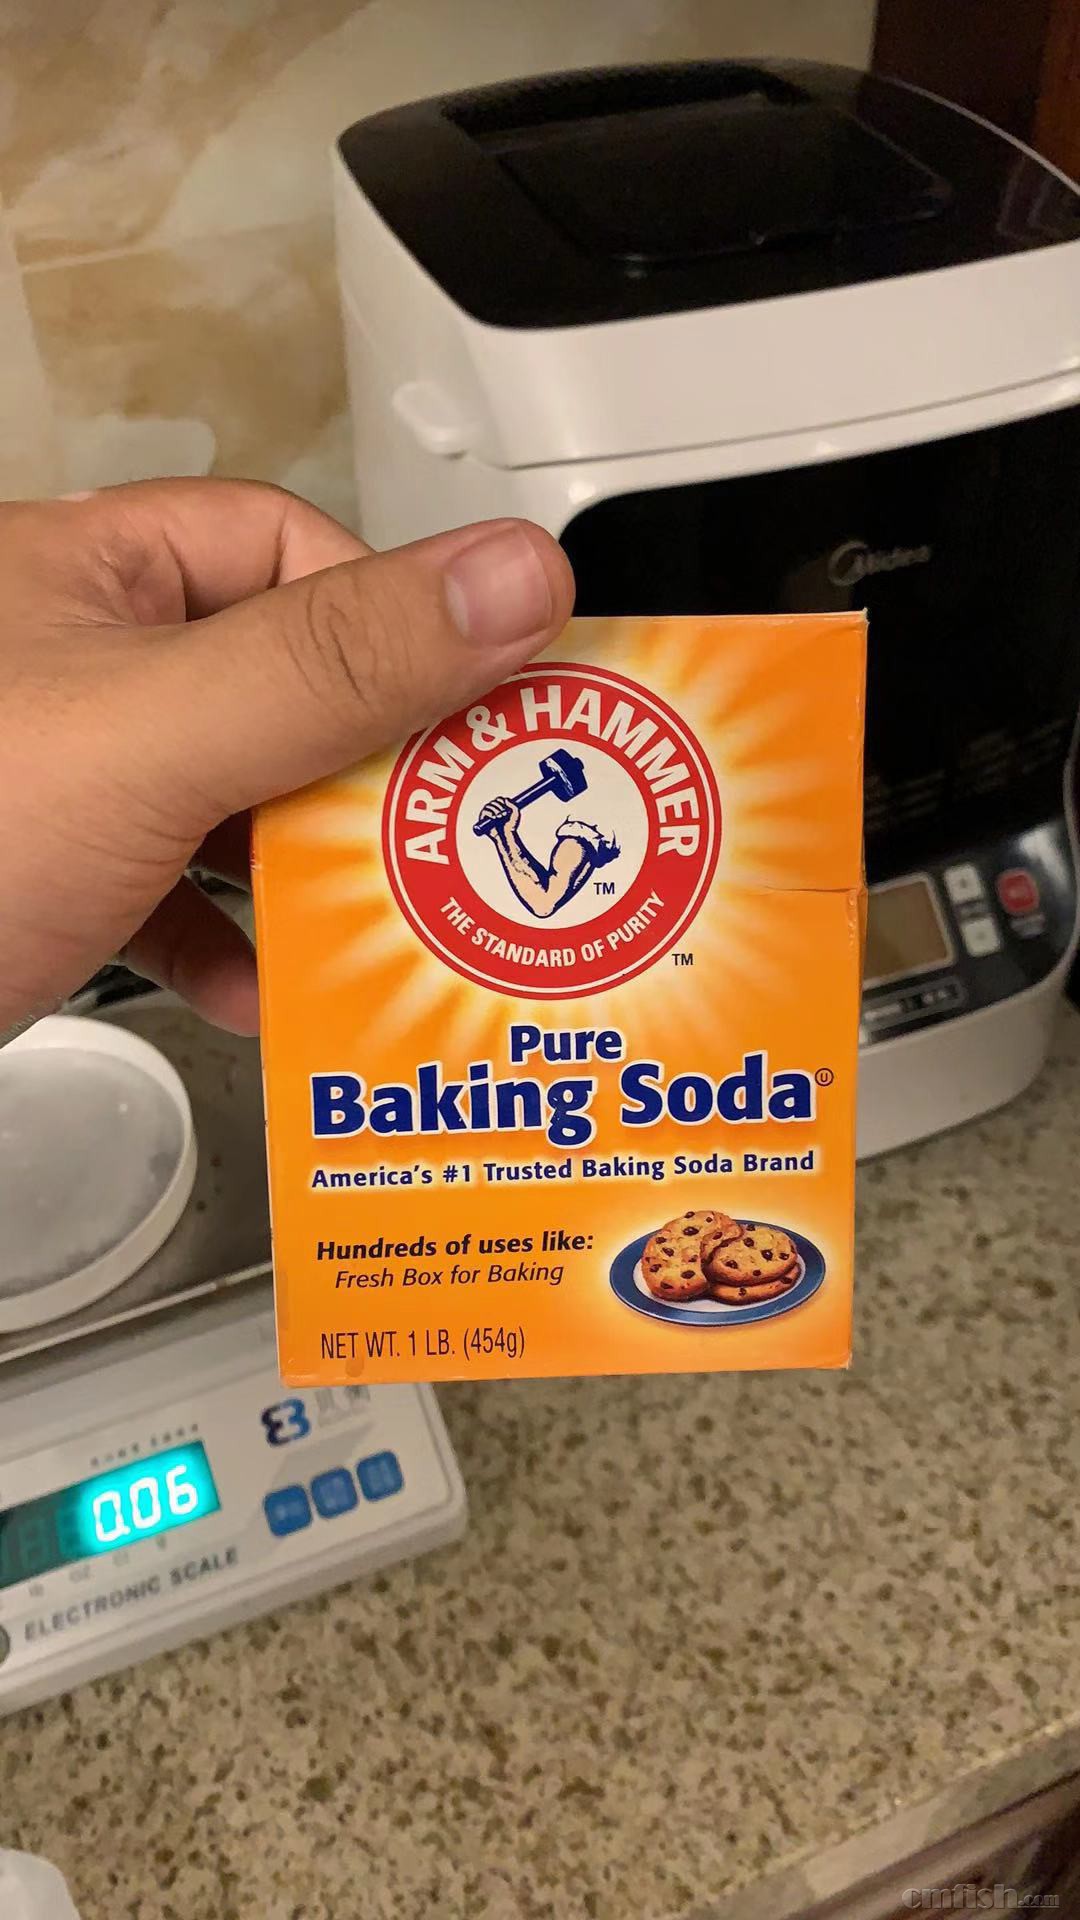 Midea
ARM & HAMMER
TM
THE STANDARD OF PURITY
TM
Pure
Baking Soda
America's #1 Trusted Baking Soda Brand
Hundreds of uses like:
Fresh Box for Baking
NET WT. 1 LB. (454g)
0.06
ELECTRONIC SCALE
cmfish.com